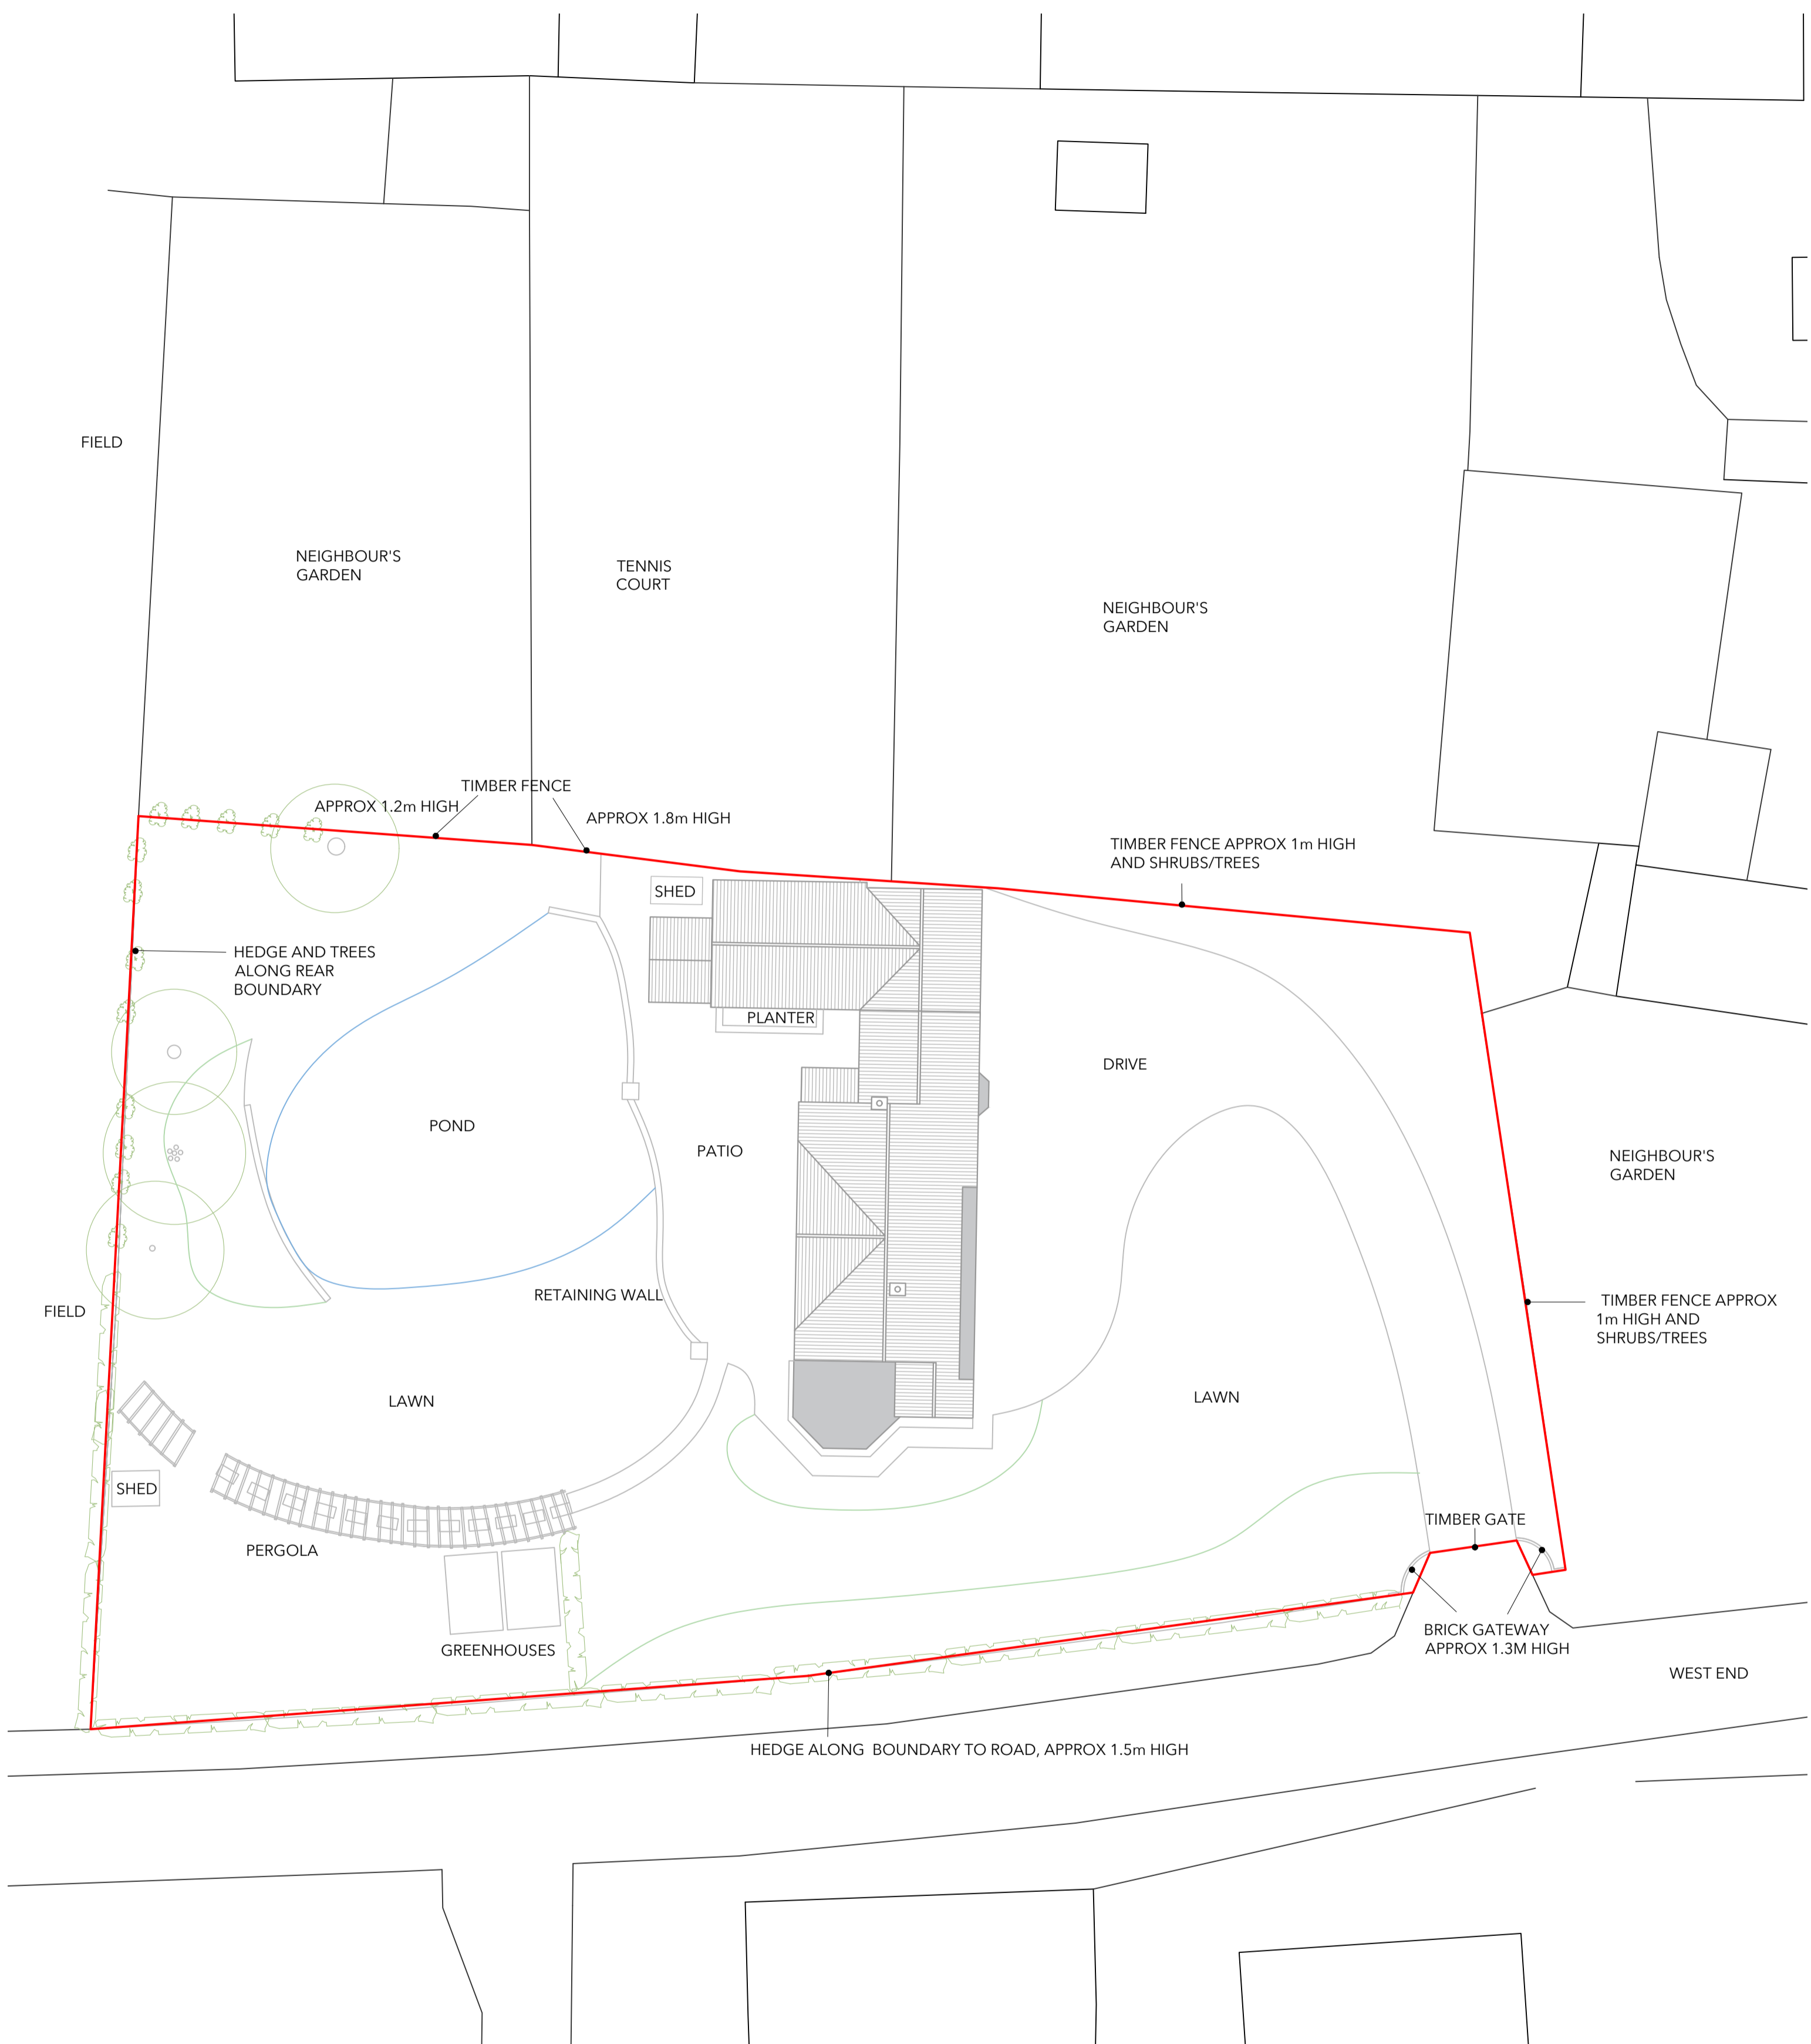 FIELD
NEIGHBOUR'S
GARDEN
TENNIS
COURT
NEIGHBOUR'S
GARDEN
TIMBER FENCE
APPROX 1.2m HIGH
APPROX 1.8m HIGH
TIMBER FENCE APPROX 1m HIGH
AND SHRUBS/TREES
SHED
HEDGE AND TREES
ALONG REAR
BOUNDARY
PLANTER
DRIVE
POND
PATIO
NEIGHBOUR'S
GARDEN
RETAINING WALL
FIELD
TIMBER FENCE APPROX
1m HIGH AND
SHRUBS/TREES
LAWN
LAWN
SHED
TIMBER GATE
PERGOLA
GREENHOUSES
BRICK GATEWAY
APPROX 1.3M HIGH
WEST END
HEDGE ALONG  BOUNDARY TO ROAD, APPROX 1.5m HIGH